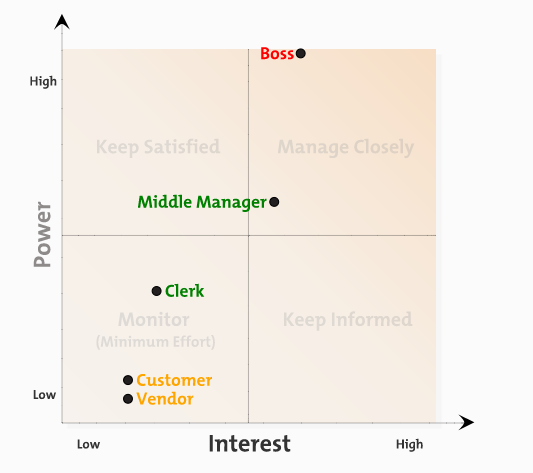 Boss
High
Keep Satisfied
Manage Closely
Middle Manager
Power
Clerk
Monitor
(Minimum Effort)
Keep Informed
Customer
Low
Vendor
Low
Interest
High